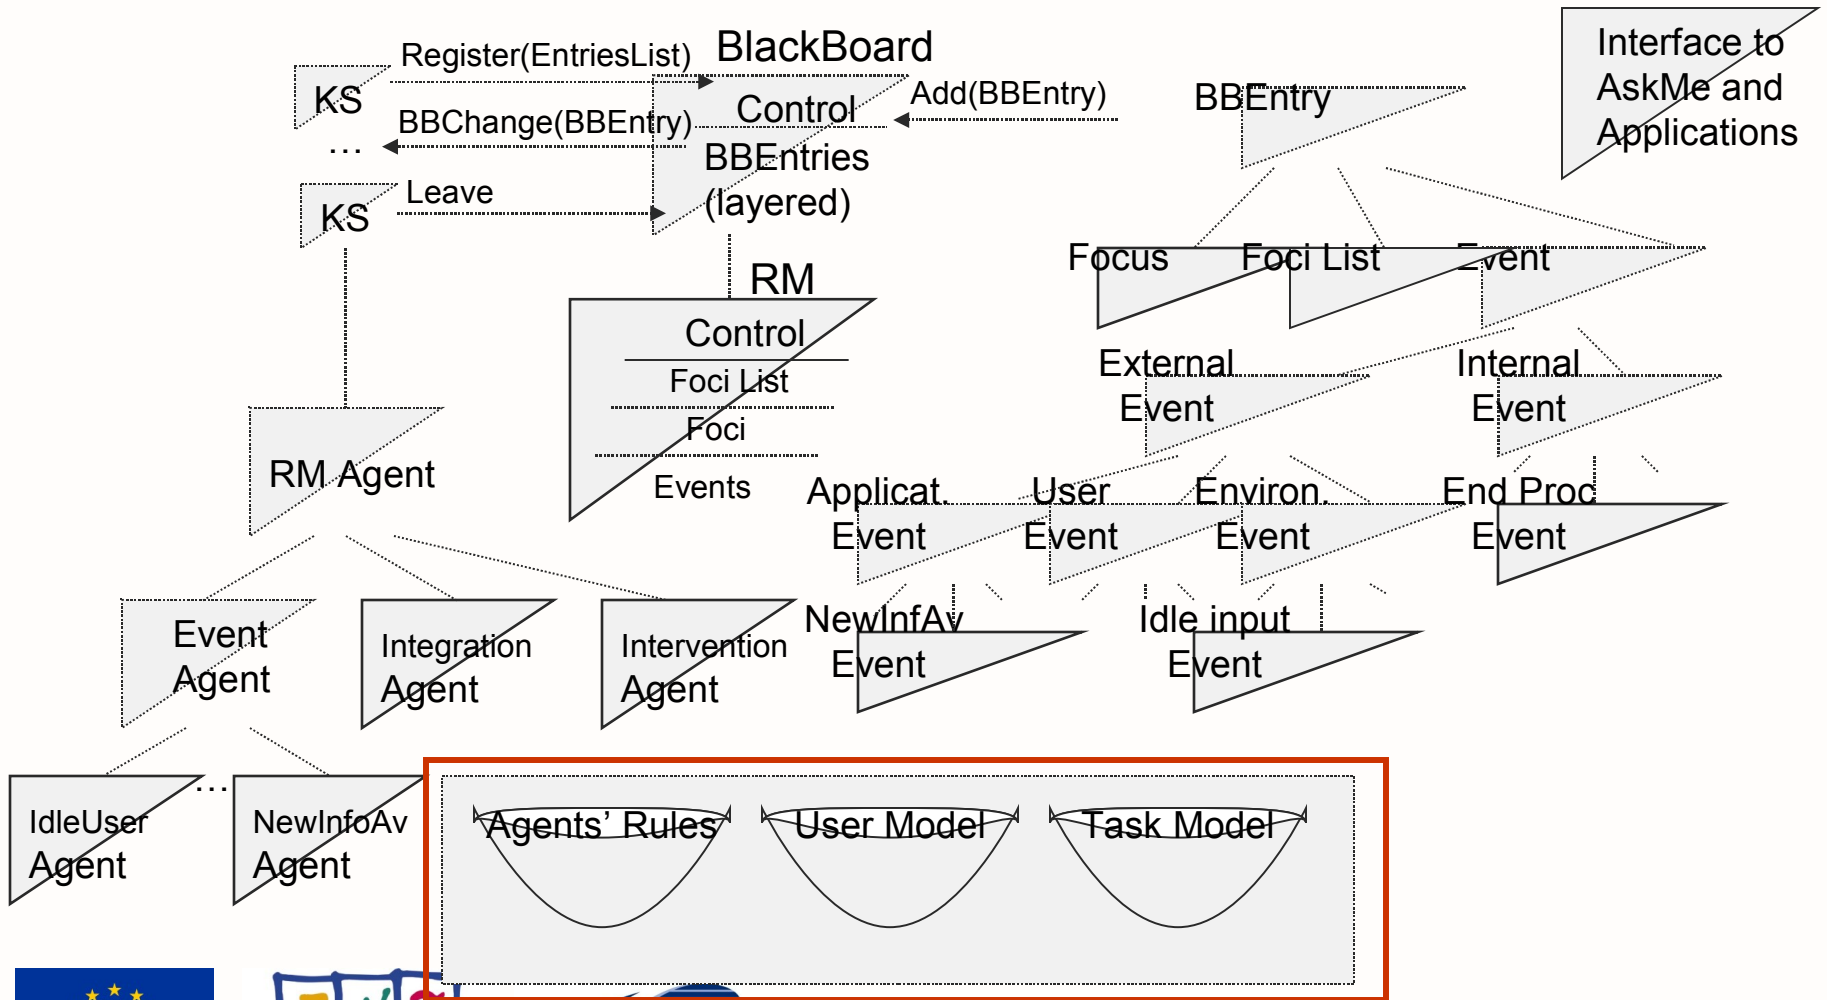 BlackBoard
Register(EntriesList)
KS
Control
Add(BBEntry)
BBChange(BBEntry)
…
BBEntries
(layered)
Leave
KS
BBEntry
Interface to
AskMe and
Applications
RM
Control
Foci List
Foci
Events
Focus
Foci List
Event
External
Event
Internal
Event
RM Agent
Applicat.
Event
User
Event
Environ.
Event
End Proc
Event
Event
Agent
Integration
Agent
Intervention
Agent
NewInfAv
Event
Idle input
Event
IdleUser
Agent
…
NewInfoAv
Agent
Agents’ Rules
User Model
Task Model